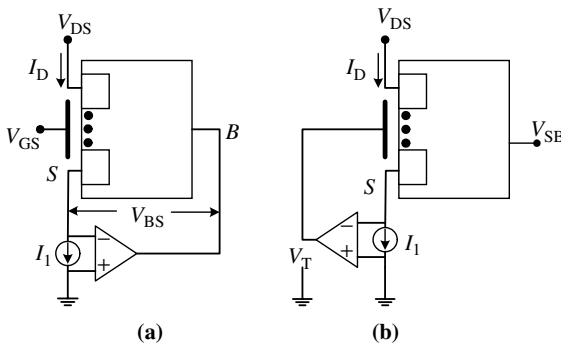 V_DS
I_D
V_GS
B
S
V_BS
I_1
−
+
(a)
V_DS
I_D
V_SB
S
V_T
−
+
I_1
(b)